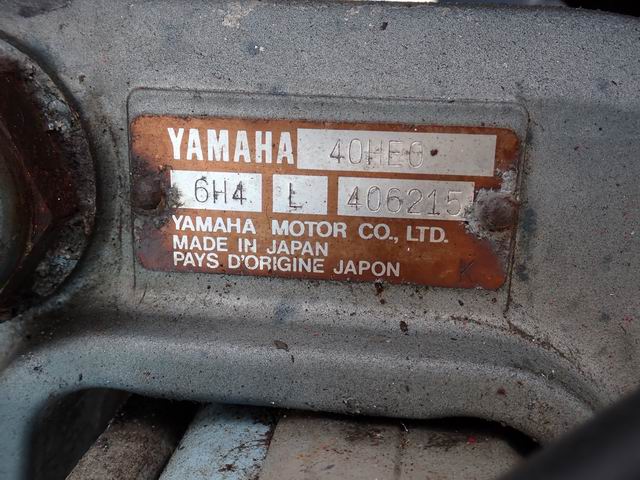 YAMAHA 40HEO
6H4 L 406215
YAMAHA MOTOR CO., LTD.
MADE IN JAPAN
PAYS D'ORIGINE JAPON K